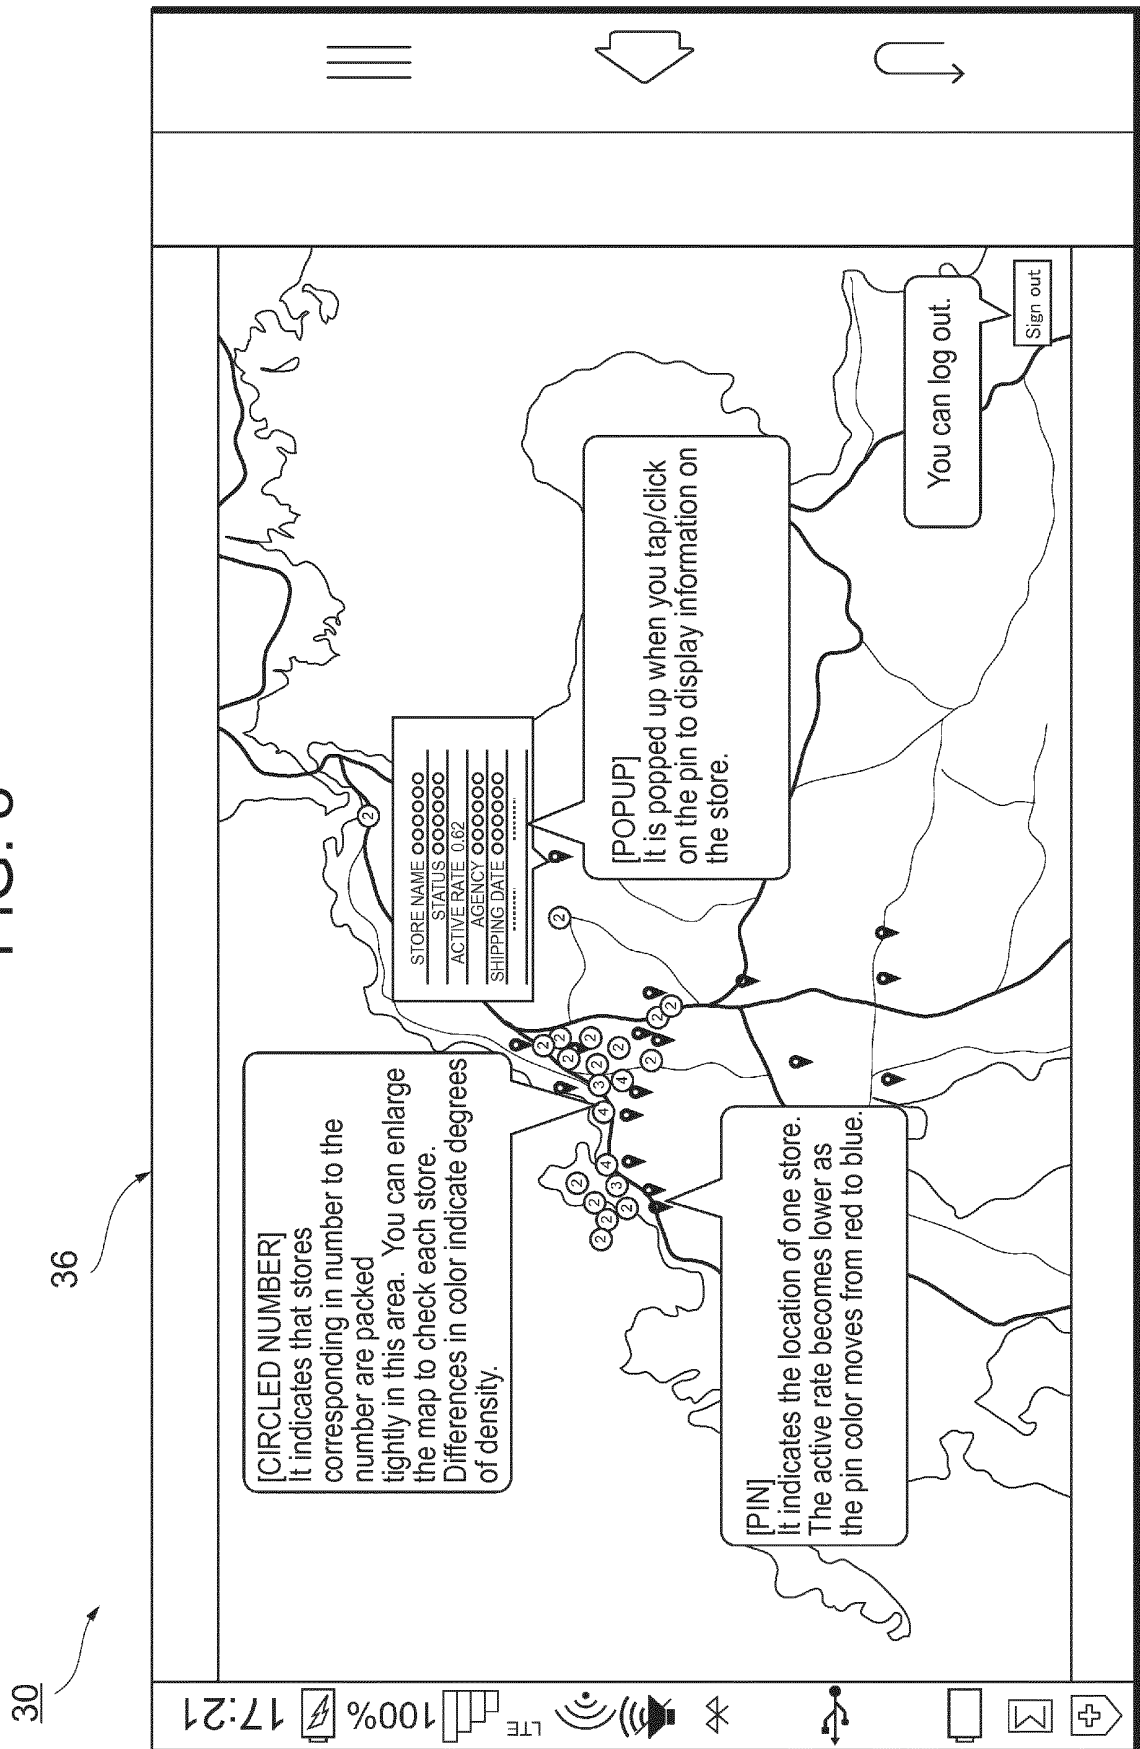 30
36
17:21
100%
LTE
[CIRCLED NUMBER]
It indicates that stores
corresponding in number to the
number are packed
tightly in this area. You can enlarge
the map to check each store.
Differences in color indicate degrees
of density.
STORE NAME OOOOOO
STATUS OOOOOO
ACTIVE RATE 0.62
AGENCY OOOOOO
SHIPPING DATE OOOOOO
[POPUP]
It is popped up when you tap/click
on the pin to display information on
the store.
[PIN]
It indicates the location of one store.
The active rate becomes lower as
the pin color moves from red to blue.
You can log out.
Sign out
2
2
2
2
2
2
2
2
2
2
2
2
3
4
4
4
3
2
2
2
2
2
2